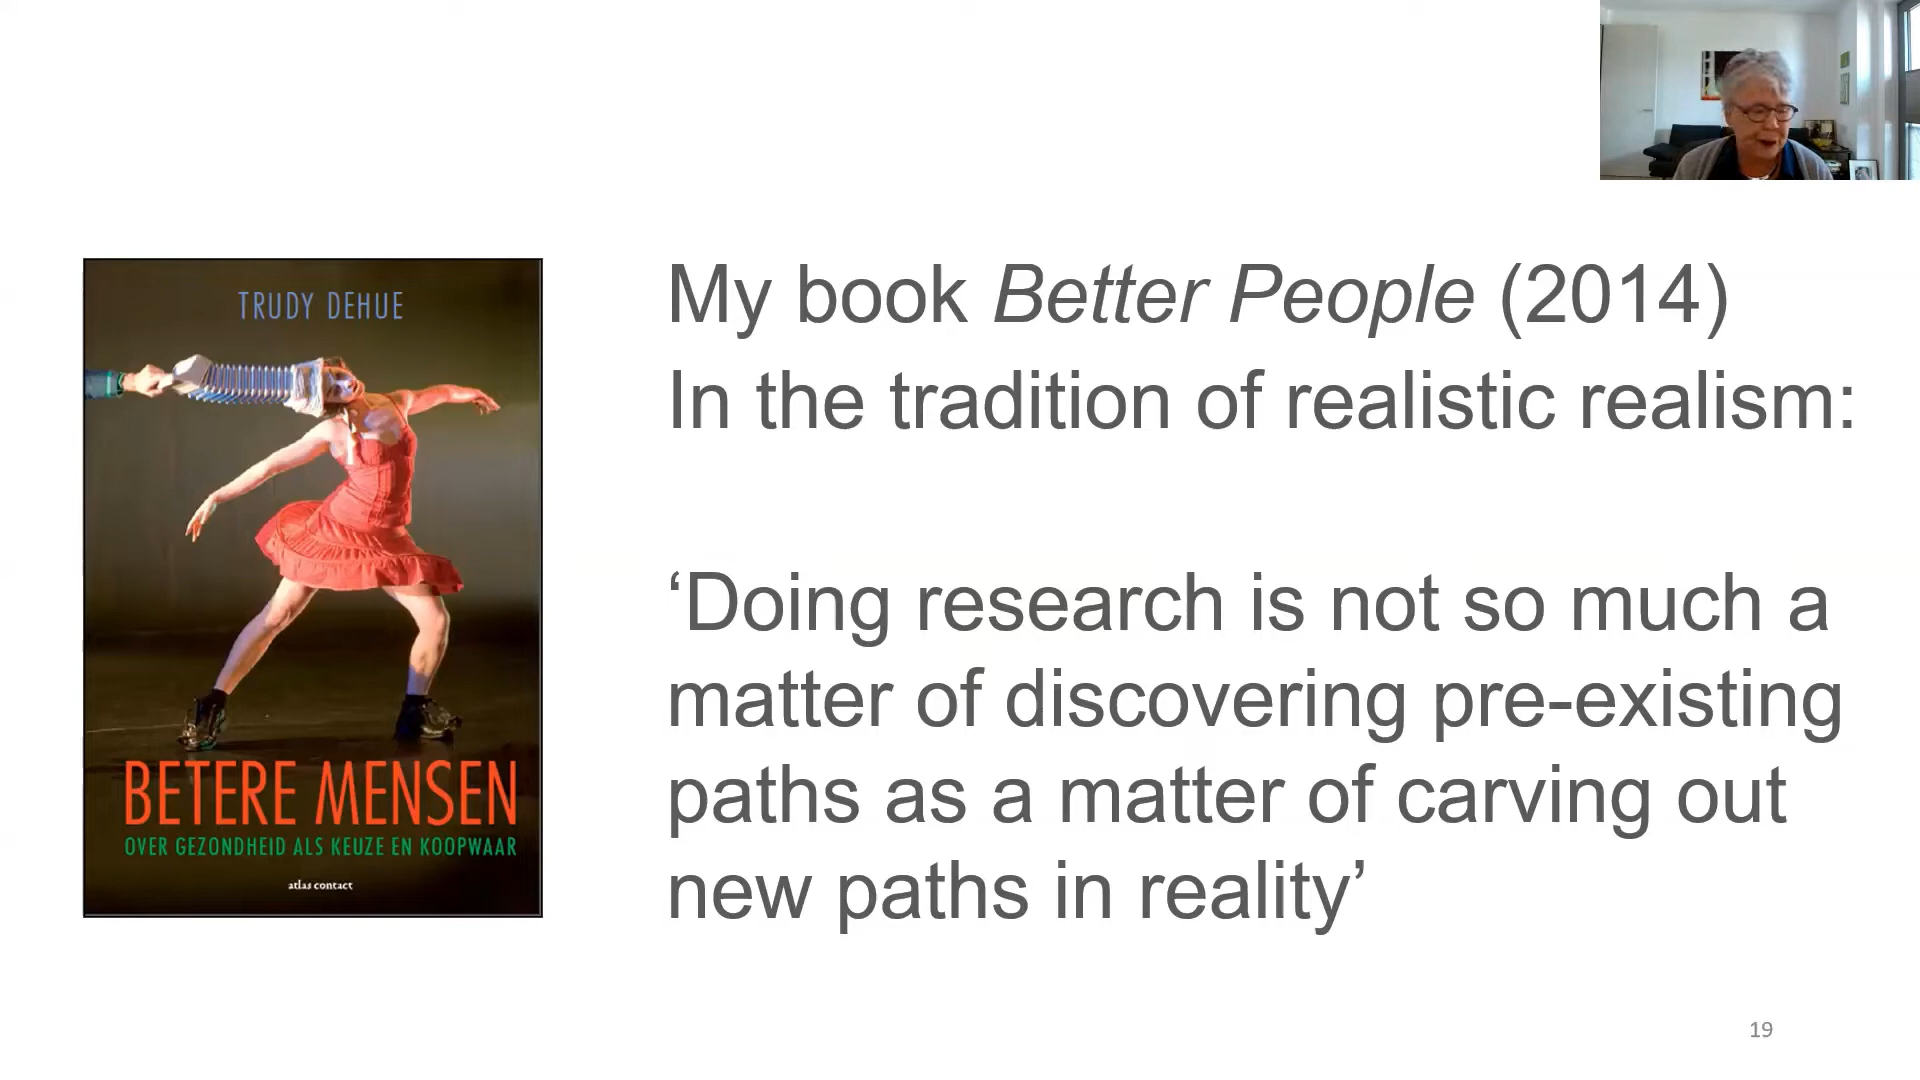 TRUDY DEHUE
BETERE MENSEN
OVER GEZONDHEID ALS KEUZE EN KOOPWAAR
atlas contact
My book Better People (2014)
In the tradition of realistic realism:
‘Doing research is not so much a
matter of discovering pre-existing
paths as a matter of carving out
new paths in reality’
19